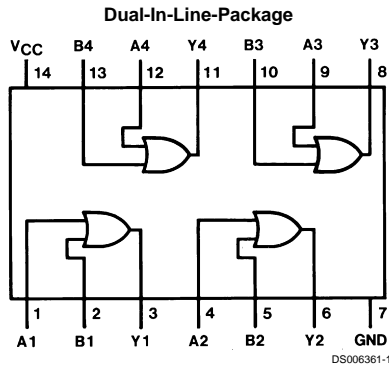 Dual-In-Line-Package
VCC B4 A4 Y4 B3 A3 Y3
14 13 12 11 10 9 8
1 2 3 4 5 6 7
A1 B1 Y1 A2 B2 Y2 GND
DS006361-1